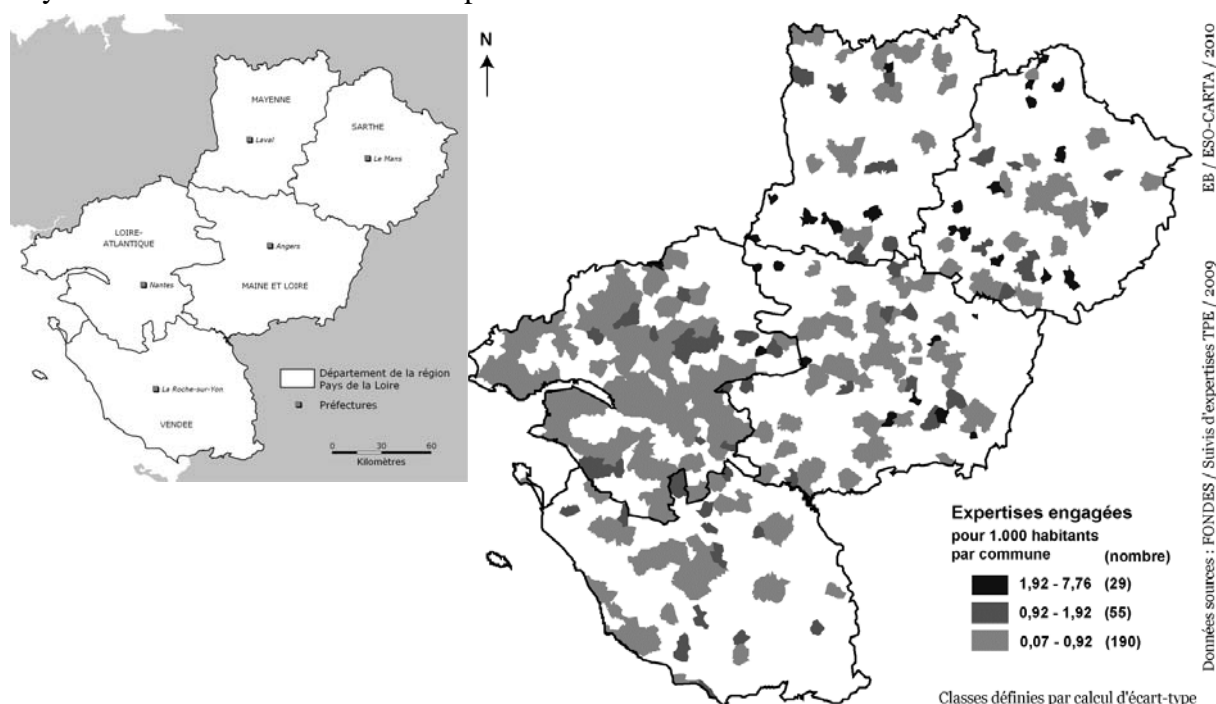 MAYENNE
Laval
SARTHE
Le Mans
LOIRE-
ATLANTIQUE
Angers
Nantes
MAINE ET LOIRE
La Roche-sur-Yon
VENDEE
Département de la région
Pays de la Loire
Préfectures
0 30 60
Kilomètres
N
Expertises engagées
pour 1.000 habitants
par commune (nombre)
1,92 - 7,76 (29)
0,92 - 1,92 (55)
0,07 - 0,92 (190)
Classes définies par calcul d'écart-type
Données sources : FONDES / Suivis d'expertises TPE / 2009
EB / ESO-CARTA / 2010